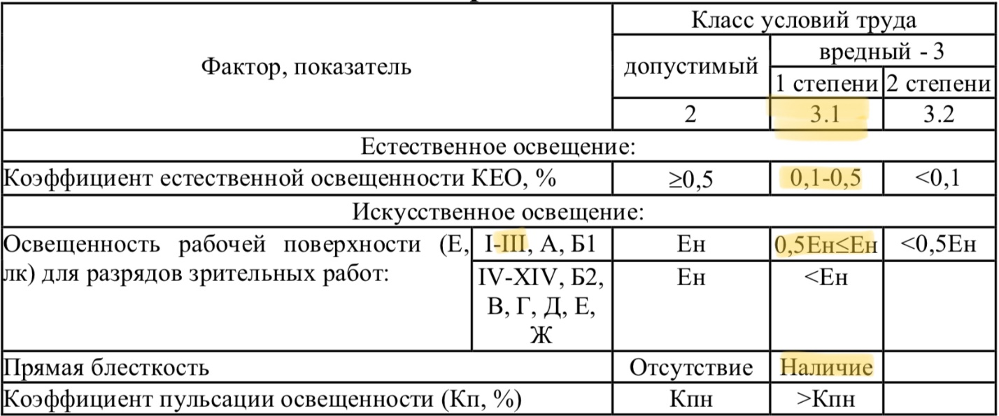 Класс условий труда
Фактор, показатель
допустимый
вредный - 3
1 степени
2 степени
2
3.1
3.2
Естественное освещение:
Коэффициент естественной освещенности КЕО, %
≥0,5
0,1-0,5
<0,1
Искусственное освещение:
Освещенность рабочей поверхности (Е,
лк) для разрядов зрительных работ:
I-III, А, Б1
Ен
0,5Ен≤Ен
<0,5Ен
IV-XIV, Б2,
В, Г, Д, Е,
Ж
Ен
<Ен
Прямая блесткость
Отсутствие
Наличие
Коэффициент пульсации освещенности (Кп, %)
Кпн
>Кпн